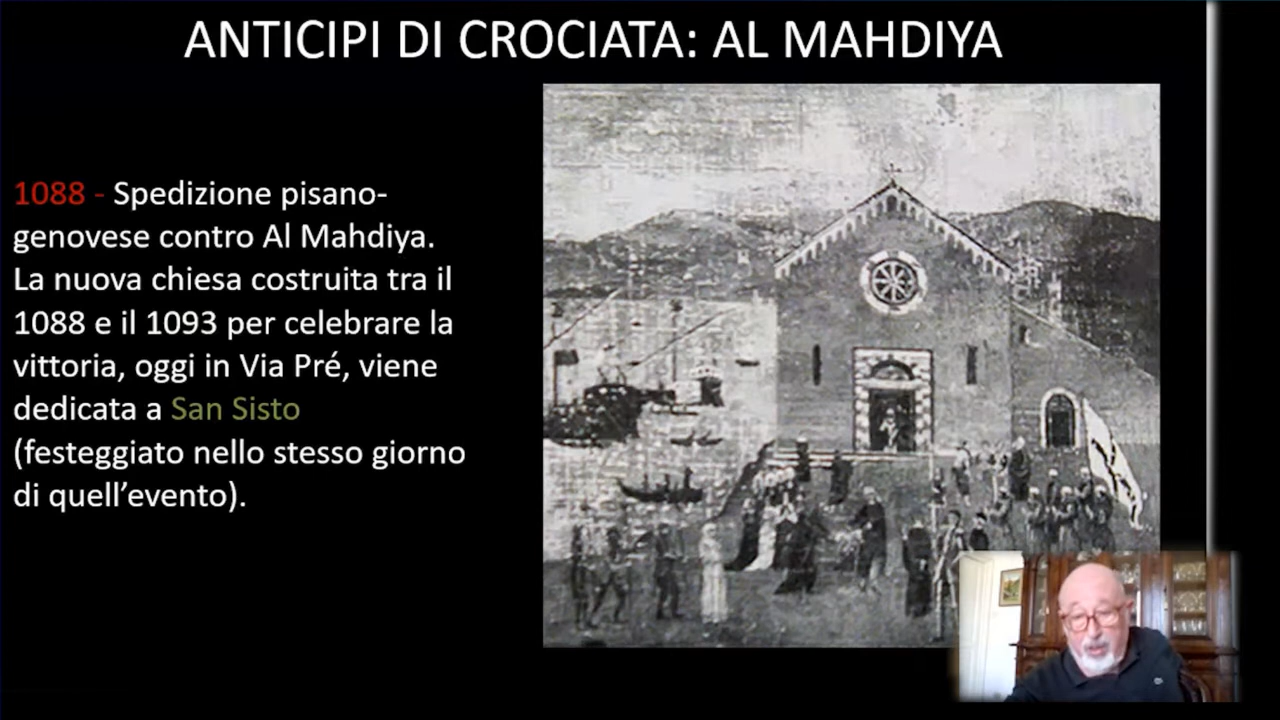 ANTICIPI DI CROCIATA: AL MAHDIYA
1088 - Spedizione pisano-
genovese contro Al Mahdiya.
La nuova chiesa costruita tra il
1088 e il 1093 per celebrare la
vittoria, oggi in Via Pré, viene
dedicata a San Sisto
(festeggiato nello stesso giorno
di quell’evento).